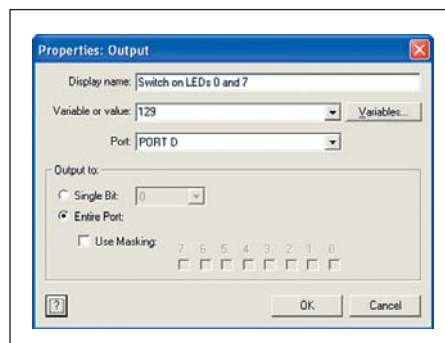 Properties: Output
Display name: Switch on LEDs 0 and 7
Variable or value: 129 Variables...
Port: PORT D
Output to:
Single Bit: 0
Entire Port:
Use Masking: 7 6 5 4 3 2 1 0
? OK Cancel